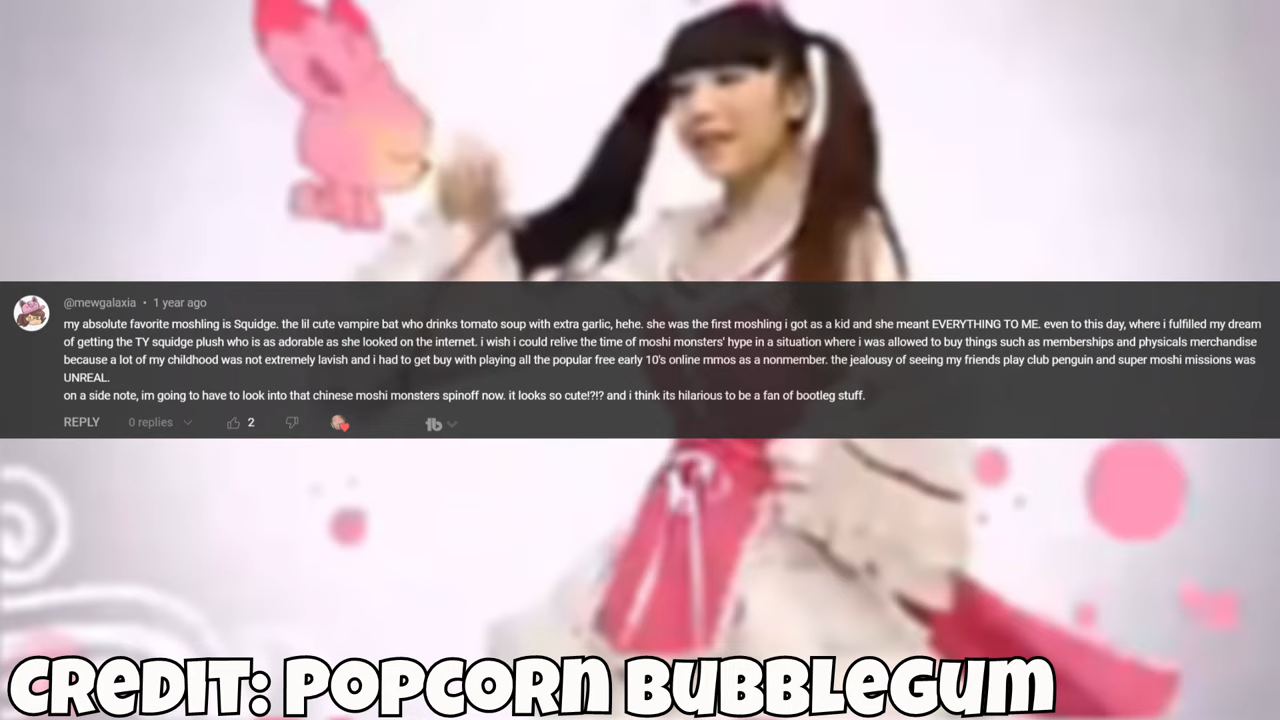 @mewgalaxia • 1 year ago
my absolute favorite moshling is Squidge. the lil cute vampire bat who drinks tomato soup with extra garlic, hehe. she was the first moshling i got as a kid and she meant EVERYTHING TO ME. even to this day, where i fulfilled my dream
of getting the TY squidge plush who is as adorable as she looked on the internet. i wish i could relive the time of moshi monsters' hype in a situation where i was allowed to buy things such as memberships and physicals merchandise
because a lot of my childhood was not extremely lavish and i had to get buy with playing all the popular free early 10's online mmos as a nonmember. the jealousy of seeing my friends play club penguin and super moshi missions was
UNREAL.
on a side note, im going to have to look into that chinese moshi monsters spinoff now. it looks so cute!?!? and i think its hilarious to be a fan of bootleg stuff.
REPLY 0 replies 2
CREDIT: POPCORN BUBBLEGUM